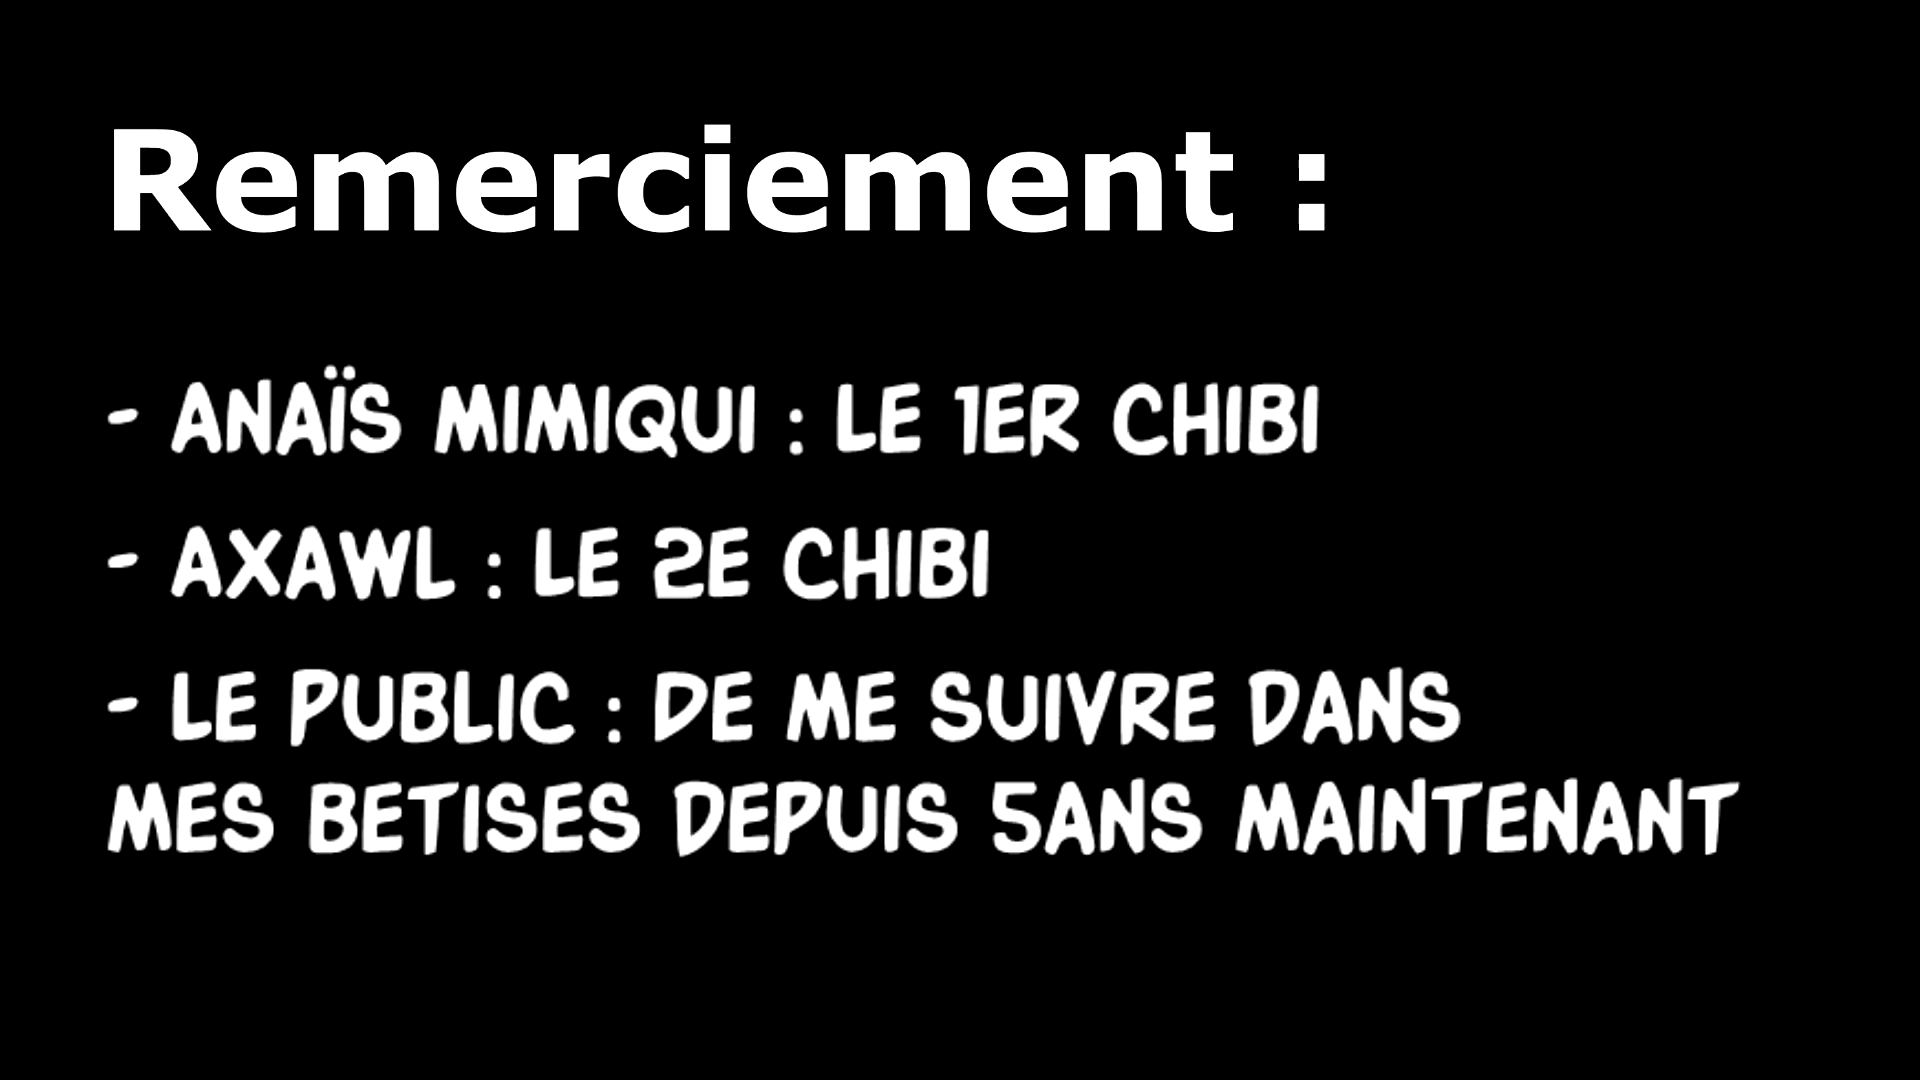 Remerciement :
- ANAÏS MIMIQUI : LE 1ER CHIBI
- AXAWL : LE 2E CHIBI
- LE PUBLIC : DE ME SUIVRE DANS
MES BETISES DEPUIS 5ANS MAINTENANT